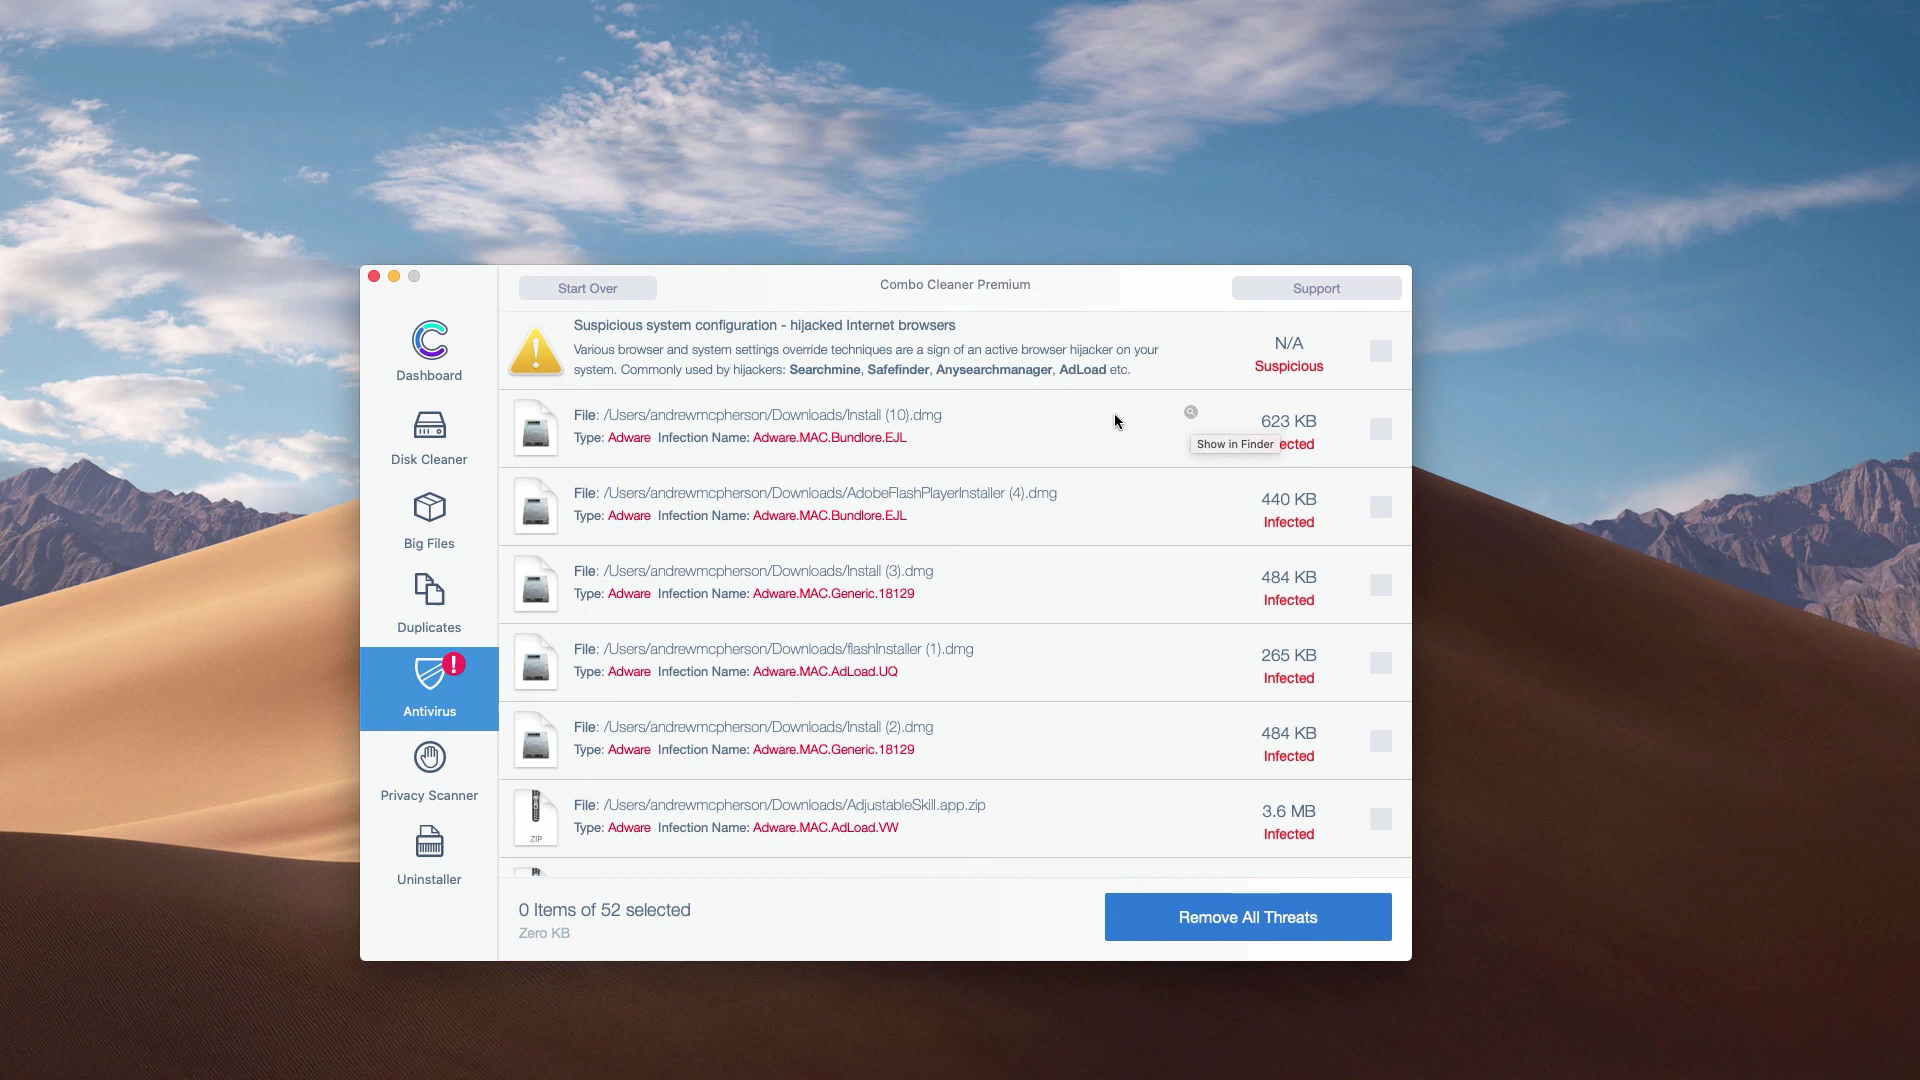 Start Over
Combo Cleaner Premium
Support
Dashboard
Disk Cleaner
Big Files
Duplicates
Antivirus
Privacy Scanner
Uninstaller
Suspicious system configuration - hijacked Internet browsers
Various browser and system settings override techniques are a sign of an active browser hijacker on your
system. Commonly used by hijackers: Searchmine, Safefinder, Anysearchmanager, AdLoad etc.
N/A
Suspicious
File: /Users/andrewmcpherson/Downloads/Install (10).dmg
Type: Adware Infection Name: Adware.MAC.Bundlore.EJL
623 KB
Show in Finder
ected
File: /Users/andrewmcpherson/Downloads/AdobeFlashPlayerInstaller (4).dmg
Type: Adware Infection Name: Adware.MAC.Bundlore.EJL
440 KB
Infected
File: /Users/andrewmcpherson/Downloads/Install (3).dmg
Type: Adware Infection Name: Adware.MAC.Generic.18129
484 KB
Infected
File: /Users/andrewmcpherson/Downloads/flashInstaller (1).dmg
Type: Adware Infection Name: Adware.MAC.AdLoad.UQ
265 KB
Infected
File: /Users/andrewmcpherson/Downloads/Install (2).dmg
Type: Adware Infection Name: Adware.MAC.Generic.18129
484 KB
Infected
ZIP
File: /Users/andrewmcpherson/Downloads/AdjustableSkill.app.zip
Type: Adware Infection Name: Adware.MAC.AdLoad.VW
3.6 MB
Infected
0 Items of 52 selected
Zero KB
Remove All Threats